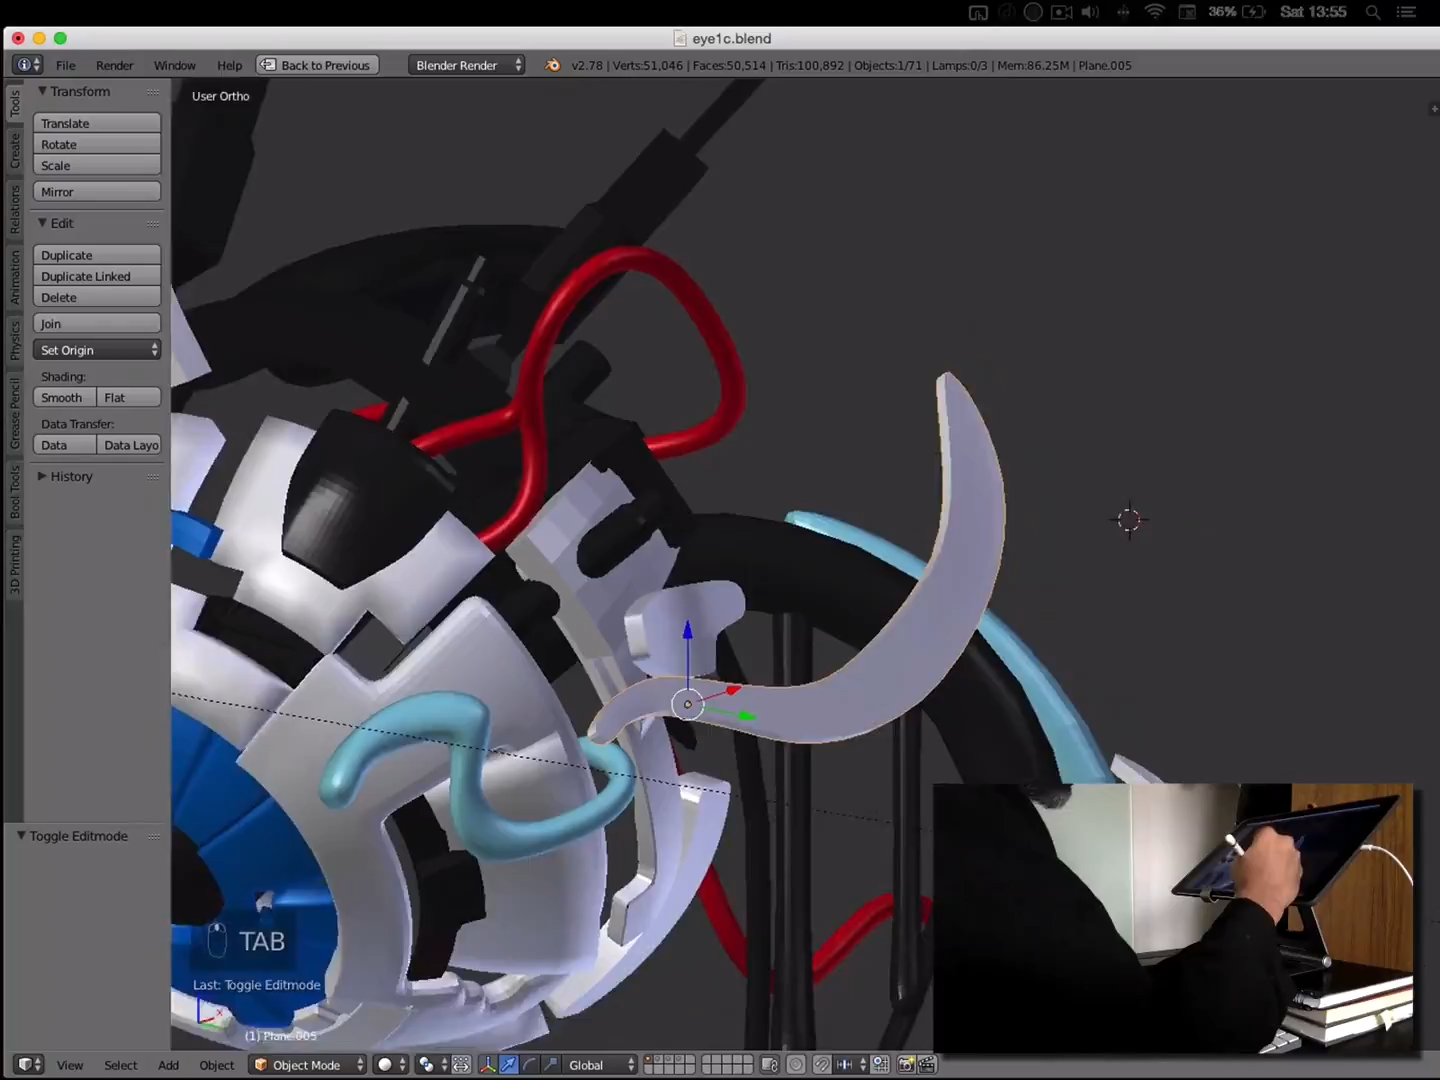 36%
Sat 13:55
eye1c.blend
File Render Window Help Back to Previous Blender Render v2.78 | Verts:51,046 | Faces:50,514 | Tris:100,892 | Objects:1/71 | Lamps:0/3 | Mem:86.25M | Plane.005
User Ortho
Tools
Create
Relations
Animation
Physics
Grease Pencil
Bool Tools
3D Printing
Transform
Translate
Rotate
Scale
Mirror
Edit
Duplicate
Duplicate Linked
Delete
Join
Set Origin
Shading:
Smooth Flat
Data Transfer:
Data Data Layo
History
Toggle Editmode
TAB
Last: Toggle Editmode
(1) Plane.005
View Select Add Object Object Mode Global